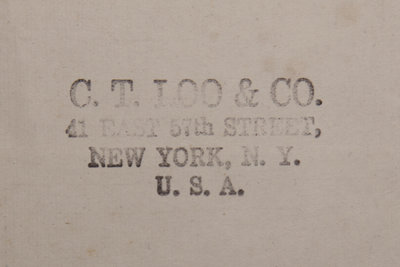 C. T. LOO & CO.
41 EAST 57th STREET,
NEW YORK, N. Y.
U. S. A.